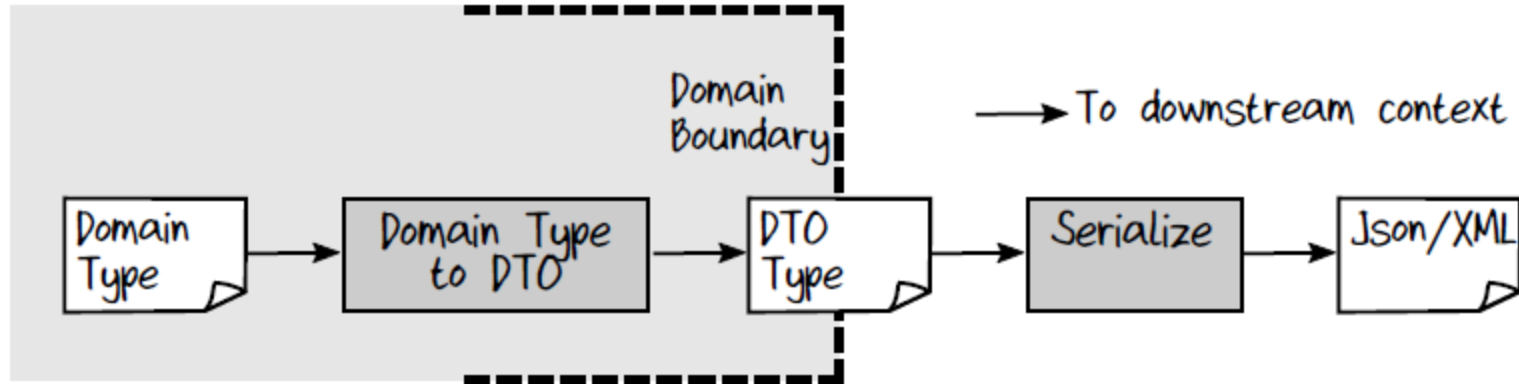 Domain
Boundary
To downstream context
Domain
Type
Domain Type
to DTO
DTO
Type
Serialize
Json/XML